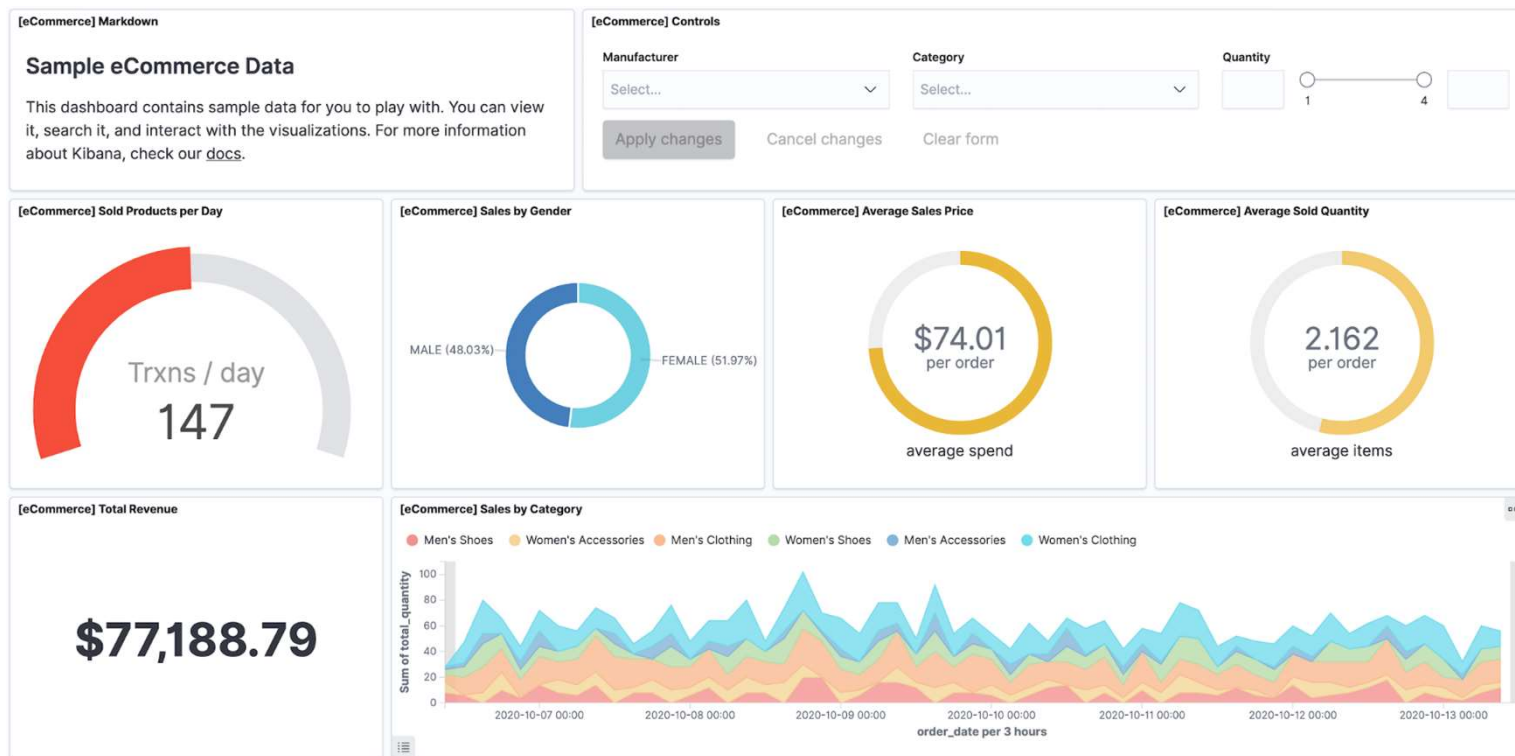 [eCommerce] Markdown
Sample eCommerce Data
This dashboard contains sample data for you to play with. You can view
it, search it, and interact with the visualizations. For more information
about Kibana, check our docs.
[eCommerce] Controls
Manufacturer
Select...
Category
Select...
Quantity
1
4
Apply changes
Cancel changes
Clear form
[eCommerce] Sold Products per Day
Trxns / day
147
[eCommerce] Sales by Gender
MALE (48.03%)
FEMALE (51.97%)
[eCommerce] Average Sales Price
$74.01
per order
average spend
[eCommerce] Average Sold Quantity
2.162
per order
average items
[eCommerce] Total Revenue
$77,188.79
[eCommerce] Sales by Category
Men's Shoes
Women's Accessories
Men's Clothing
Women's Shoes
Men's Accessories
Women's Clothing
Sum of total_quantity
100
80
60
40
20
0
2020-10-07 00:00
2020-10-08 00:00
2020-10-09 00:00
2020-10-10 00:00
2020-10-11 00:00
2020-10-12 00:00
2020-10-13 00:00
order_date per 3 hours